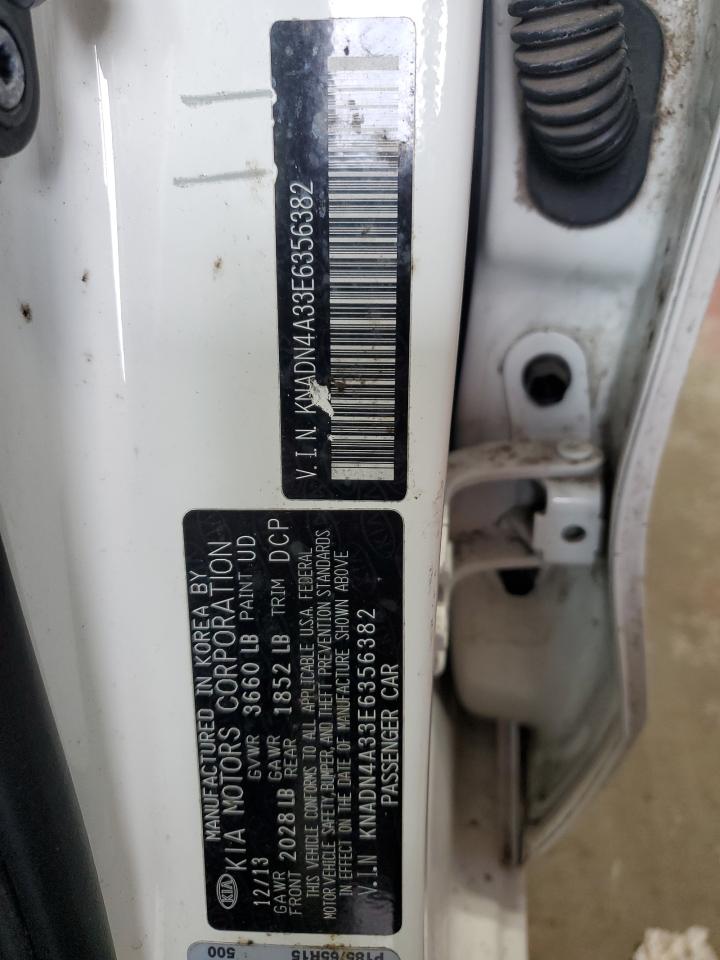 V.I.N KNADN4A33E6356382
KIA
MANUFACTURED IN KOREA BY
KIA MOTORS CORPORATION
12/13 GVWR 3660 LB PAINT UD
GAWR FRONT 2028 LB GAWR REAR 1852 LB TRIM DCP
THIS VEHICLE CONFORMS TO ALL APPLICABLE U.S.A. FEDERAL
MOTOR VEHICLE SAFETY, BUMPER, AND THEFT PREVENTION STANDARDS
IN EFFECT ON THE DATE OF MANUFACTURE SHOWN ABOVE
V.I.N KNADN4A33E6356382
PASSENGER CAR
P185/65R15
500